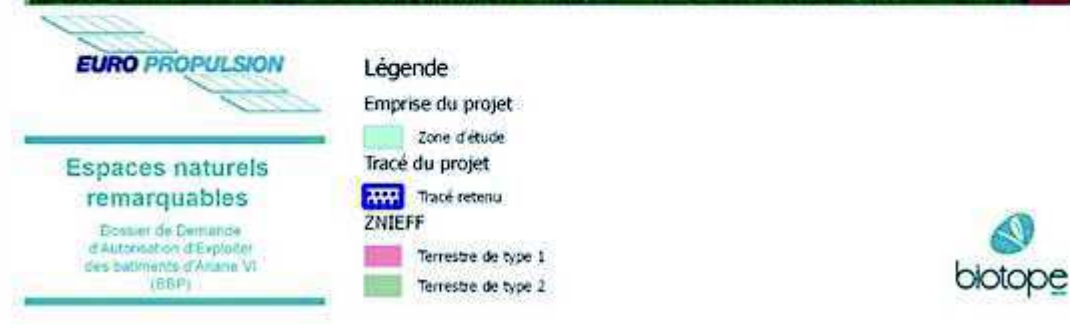 EURO PROPULSION
Espaces naturels
remarquables
Dossier de Demande
d'Autorisation d'Exploiter
des batiments d'Ariane VI
(BBP)
Légende
Emprise du projet
Zone d'étude
Tracé du projet
Tracé retenu
ZNIEFF
Terrestre de type 1
Terrestre de type 2
biotope